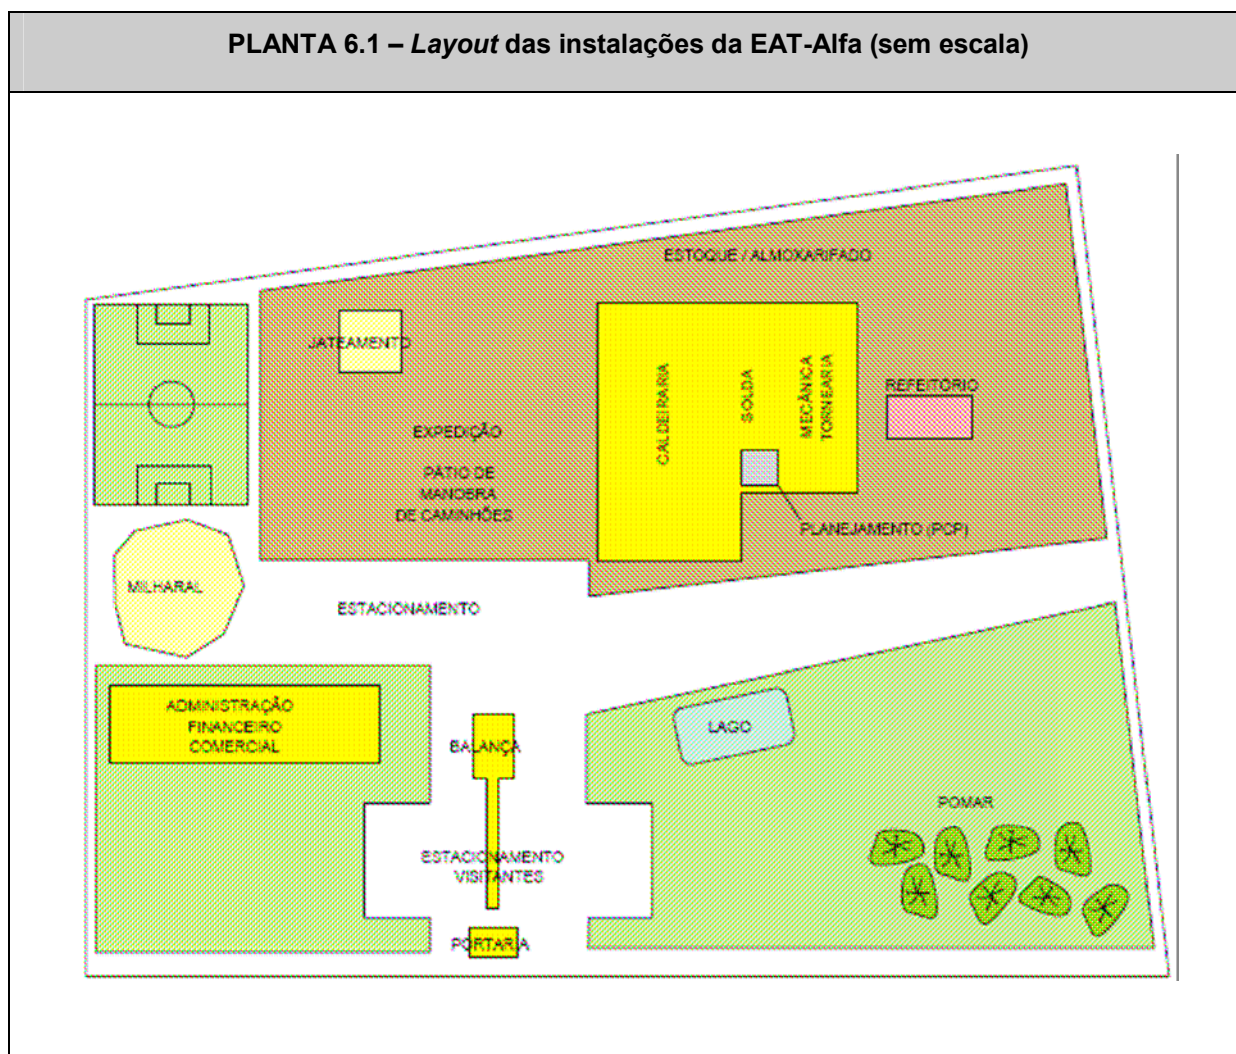 PLANTA 6.1 – Layout das instalações da EAT-Alfa (sem escala)
ESTOQUE / ALMOXARIFADO
JATEAMENTO
CALDEIRARIA
SOLDA
MECÂNICA
TORNEARIA
REFEITORIO
EXPEDIÇÃO
PÁTIO DE
MANOBRA
DE CAMINHÕES
PLANEJAMENTO (PCP)
MILHARAL
ESTACIONAMENTO
ADMINISTRAÇÃO
FINANCEIRO
COMERCIAL
BALANÇA
LAGO
POMAR
ESTACIONAMENTO
VISITANTES
PORTARIA